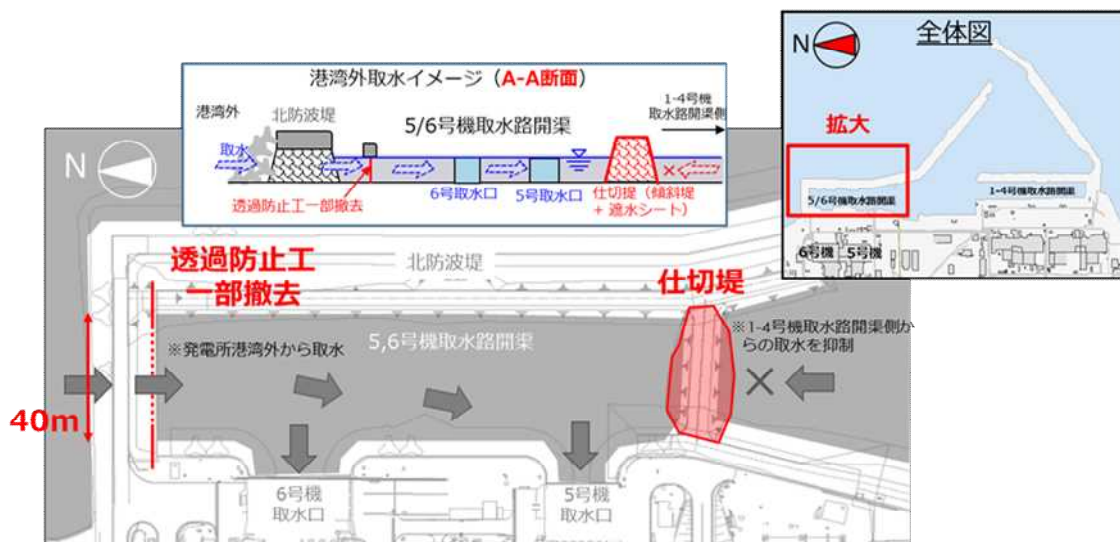 港湾外取水イメージ（A-A断面）
港湾外
北防波堤
5/6号機取水路開渠
1-4号機
取水路開渠側
取水
6号取水口
5号取水口
透過防止工一部撤去
仕切堤（傾斜堤
+ 遮水シート）
N
全体図
拡大
5/6号機取水路開渠
1-4号機取水路開渠
6号機
5号機
N
透過防止工
一部撤去
北防波堤
仕切堤
※発電所港湾外から取水
5,6号機取水路開渠
※1-4号機取水路開渠側か
らの取水を抑制
40m
6号機
取水口
5号機
取水口